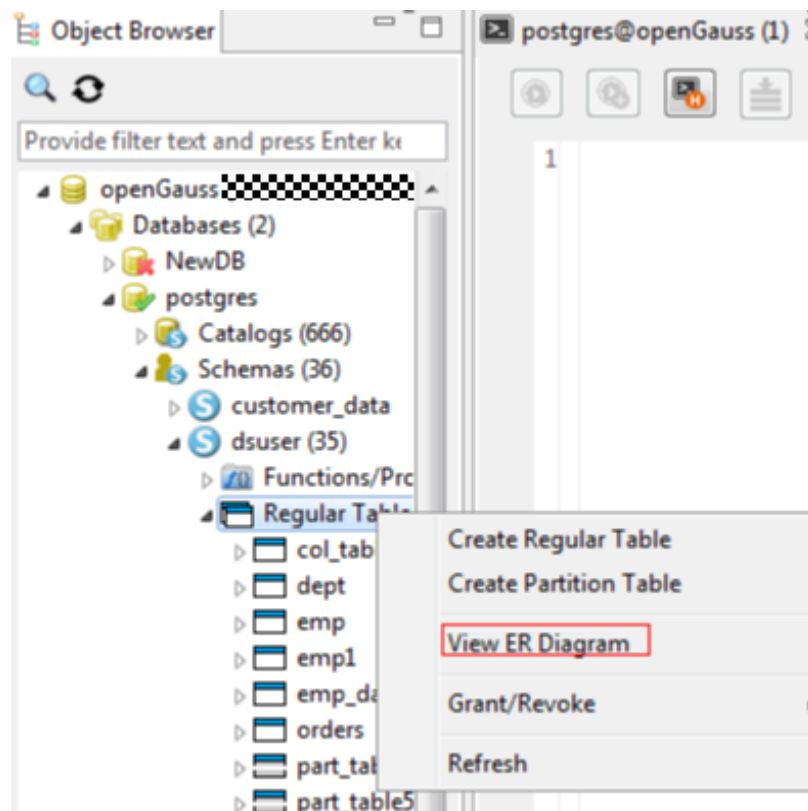 Object Browser
postgres@openGauss (1)
Provide filter text and press Enter ke
1
openGauss
Databases (2)
NewDB
postgres
Catalogs (666)
Schemas (36)
customer_data
dsuser (35)
Functions/Prc
Regular Table
col_tab
dept
emp
emp1
emp_da
orders
part_tab
part_table5
Create Regular Table
Create Partition Table
View ER Diagram
Grant/Revoke
Refresh